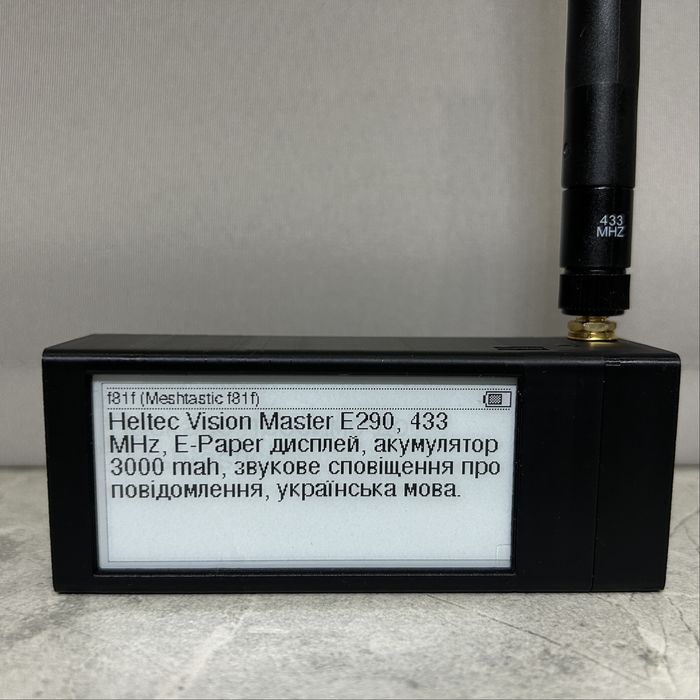 433
MHZ
f81f (Meshtastic f81f)
Heltec Vision Master E290, 433
MHz, E-Paper дисплей, акумулятор
3000 mah, звукове сповіщення про
повідомлення, українська мова.